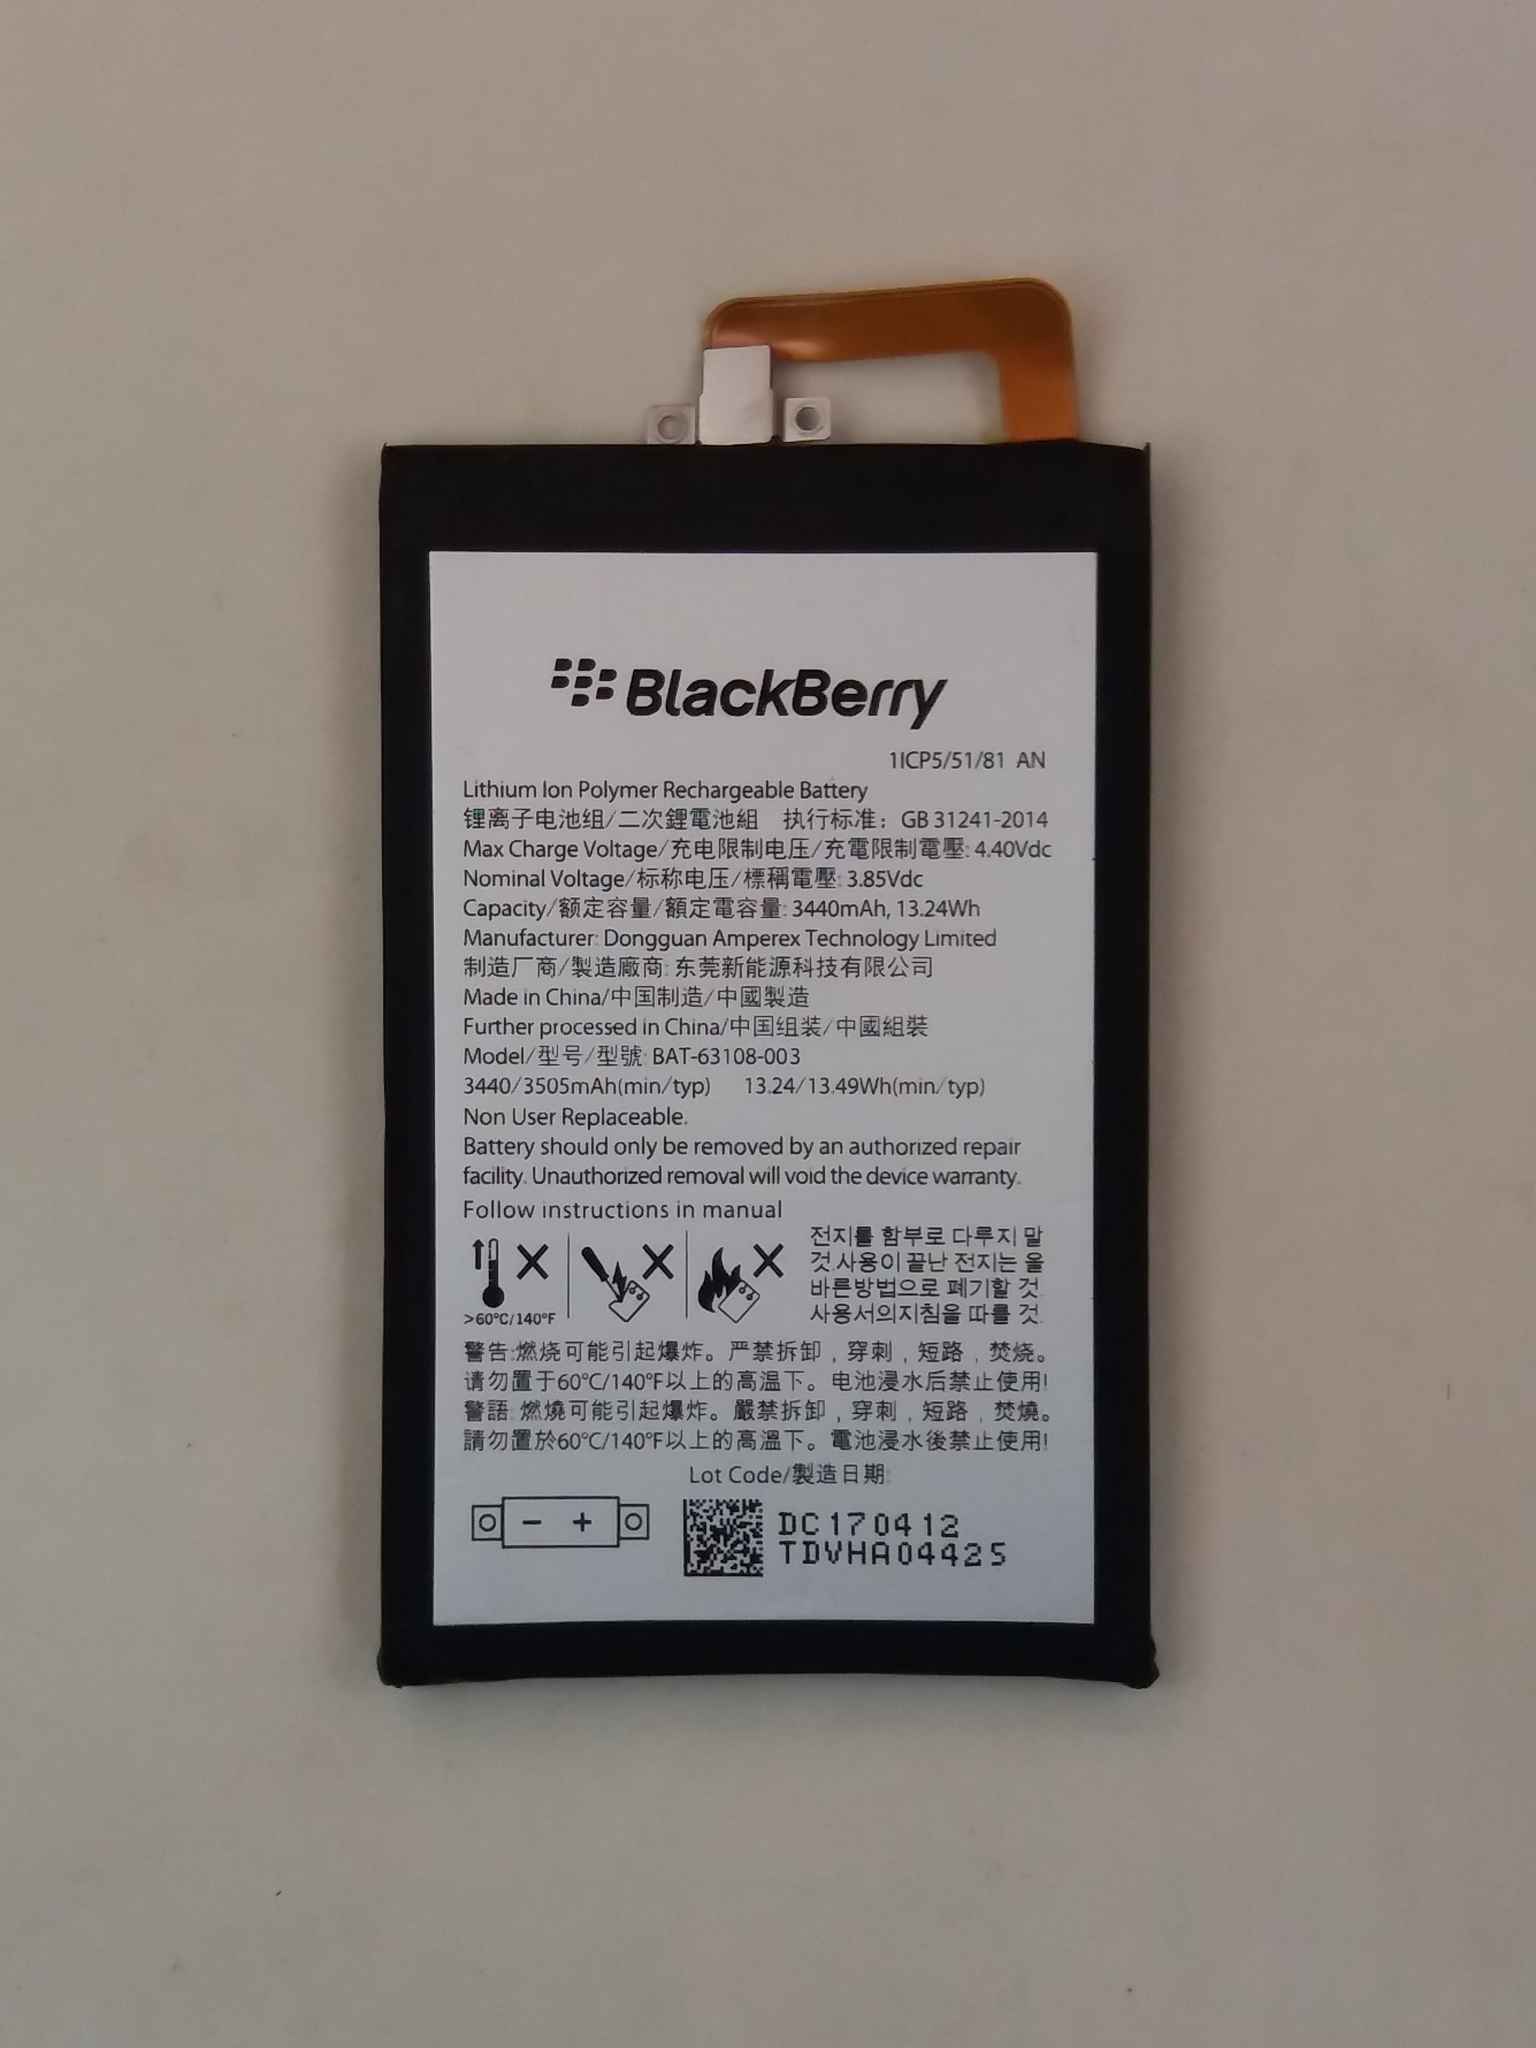 BlackBerry
1ICP5/51/81 AN
Lithium Ion Polymer Rechargeable Battery
锂离子电池组/二次鋰電池組 执行标准：GB 31241-2014
Max Charge Voltage/充电限制电压/充電限制電壓: 4.40Vdc
Nominal Voltage/标称电压/標稱電壓: 3.85Vdc
Capacity/额定容量/額定電容量: 3440mAh, 13.24Wh
Manufacturer: Dongguan Amperex Technology Limited
制造厂商/製造廠商: 东莞新能源科技有限公司
Made in China/中国制造/中國製造
Further processed in China/中国组装/中國組裝
Model/型号/型號: BAT-63108-003
3440/3505mAh(min/typ) 13.24/13.49Wh(min/typ)
Non User Replaceable.
Battery should only be removed by an authorized repair
facility. Unauthorized removal will void the device warranty.
Follow instructions in manual
>60°C/140°F
전지를 함부로 다루지 말
것.사용이 끝난 전지는 올
바른방법으로 폐기할 것.
사용서의지침을 따를 것.
警告:燃烧可能引起爆炸。严禁拆卸，穿刺，短路，焚烧。
请勿置于60°C/140°F以上的高温下。电池浸水后禁止使用!
警語: 燃燒可能引起爆炸。嚴禁拆卸，穿刺，短路，焚燒。
請勿置於60°C/140°F以上的高溫下。電池浸水後禁止使用!
Lot Code/製造日期:
- +
DC170412
TDVHA04425